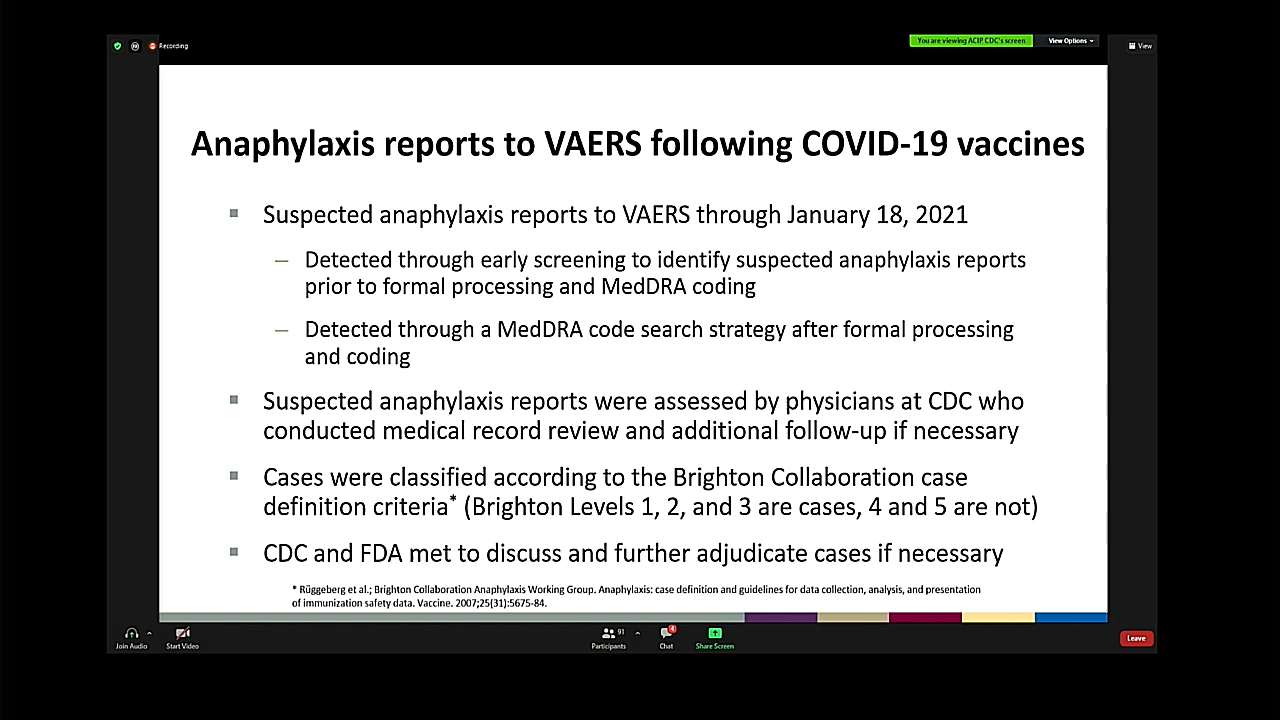 Recording
You are viewing ACIP CDC's screen
View Options
View
Anaphylaxis reports to VAERS following COVID-19 vaccines
Suspected anaphylaxis reports to VAERS through January 18, 2021
– Detected through early screening to identify suspected anaphylaxis reports
prior to formal processing and MedDRA coding
– Detected through a MedDRA code search strategy after formal processing
and coding
Suspected anaphylaxis reports were assessed by physicians at CDC who
conducted medical record review and additional follow-up if necessary
Cases were classified according to the Brighton Collaboration case
definition criteria* (Brighton Levels 1, 2, and 3 are cases, 4 and 5 are not)
CDC and FDA met to discuss and further adjudicate cases if necessary
* Rüggeberg et al.; Brighton Collaboration Anaphylaxis Working Group. Anaphylaxis: case definition and guidelines for data collection, analysis, and presentation
of immunization safety data. Vaccine. 2007;25(31):5675-84.
Join Audio
Start Video
91
Participants
4
Chat
Share Screen
Leave